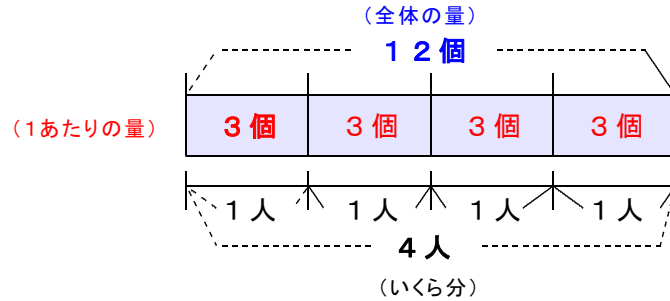 (全体の量)
12個
(1あたりの量) 3個 3個 3個 3個
1人 1人 1人 1人
4人
(いくら分)